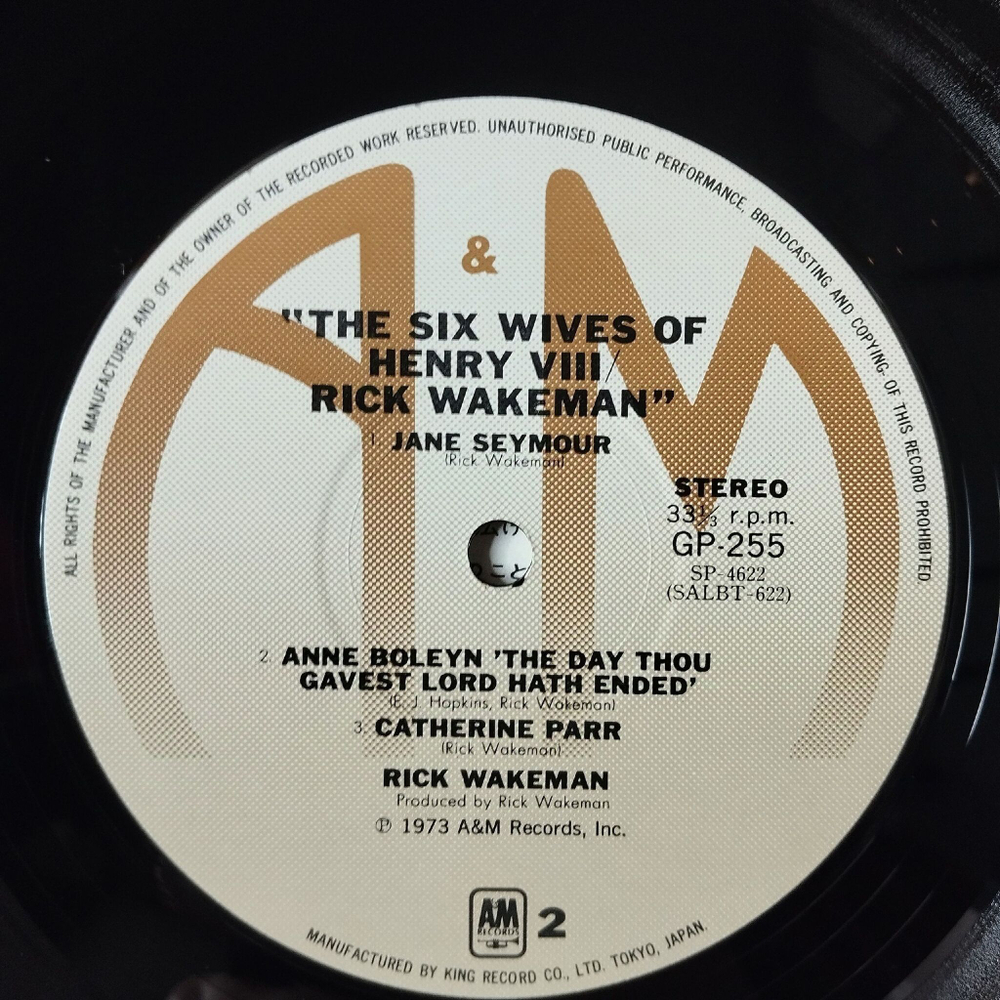 ALL RIGHTS OF THE MANUFACTURER AND OF THE OWNER OF THE RECORDED WORK RESERVED. UNAUTHORISED PUBLIC PERFORMANCE, BROADCASTING AND COPYING. OF THIS RECORD PROHIBITED
A & M
"THE SIX WIVES OF
HENRY VIII/
RICK WAKEMAN"
1. JANE SEYMOUR
(Rick Wakeman)
STEREO
33⅓ r.p.m.
GP-255
SP-4622
(SALBT-622)
2. ANNE BOLEYN 'THE DAY THOU
GAVEST LORD HATH ENDED'
(E. J. Hopkins, Rick Wakeman)
3. CATHERINE PARR
(Rick Wakeman)
RICK WAKEMAN
Produced by Rick Wakeman
℗ 1973 A&M Records, Inc.
A&M
RECORDS
2
MANUFACTURED BY KING RECORD CO., LTD. TOKYO, JAPAN.